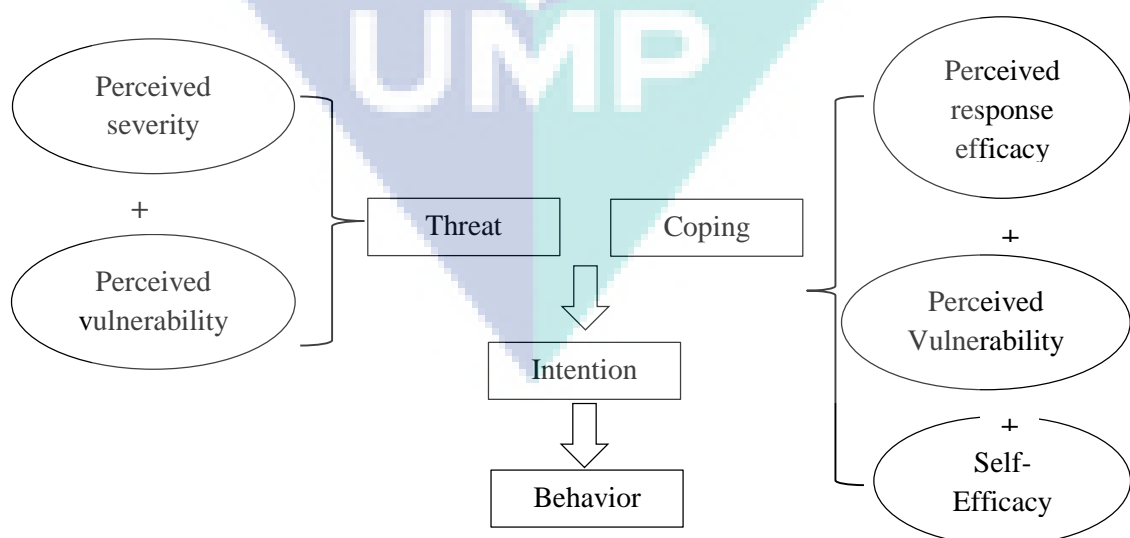 UMP
Perceived
severity
+
Perceived
vulnerability
Threat
Coping
Intention
Behavior
Perceived
response
efficacy
+
Perceived
Vulnerability
+
Self-
Efficacy